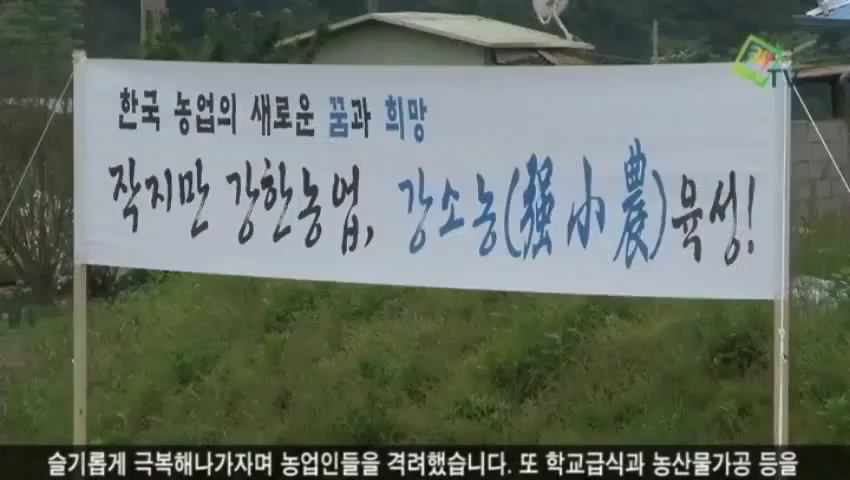 한국 농업의 새로운 꿈과 희망
작지만 강한농업, 강소농(强小農)육성!
TV
슬기롭게 극복해나가자며 농업인들을 격려했습니다. 또 학교급식과 농산물가공 등을